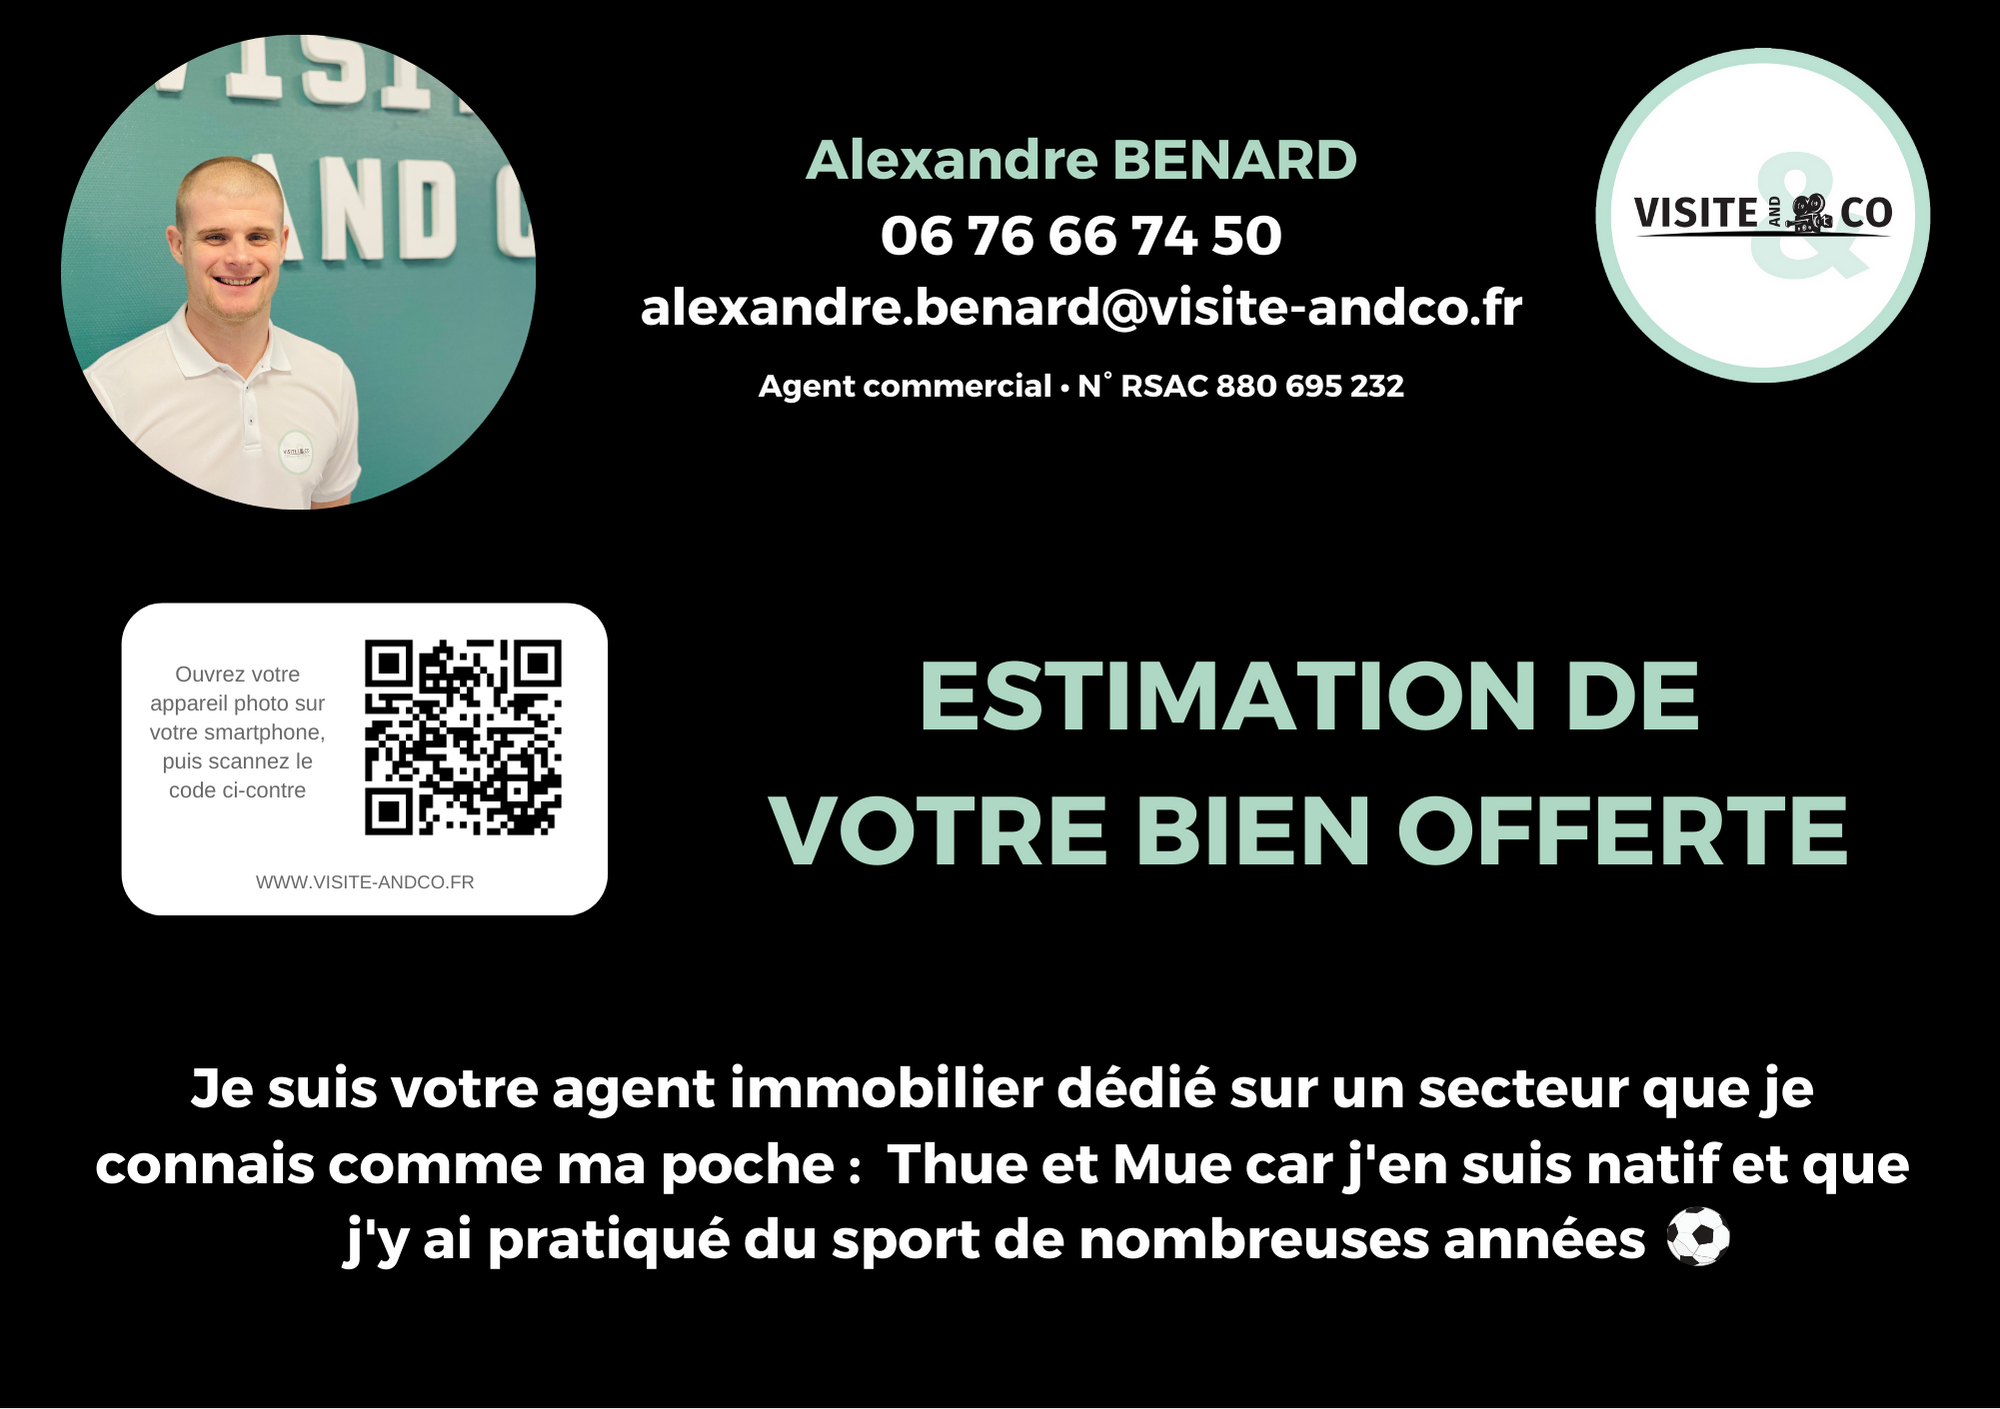 VISI
AND C
Alexandre BENARD
06 76 66 74 50
alexandre.benard@visite-andco.fr
Agent commercial • N° RSAC 880 695 232
&
VISITE AND CO
Ouvrez votre
appareil photo sur
votre smartphone,
puis scannez le
code ci-contre
WWW.VISITE-ANDCO.FR
ESTIMATION DE
VOTRE BIEN OFFERTE
Je suis votre agent immobilier dédié sur un secteur que je
connais comme ma poche :  Thue et Mue car j'en suis natif et que
j'y ai pratiqué du sport de nombreuses années